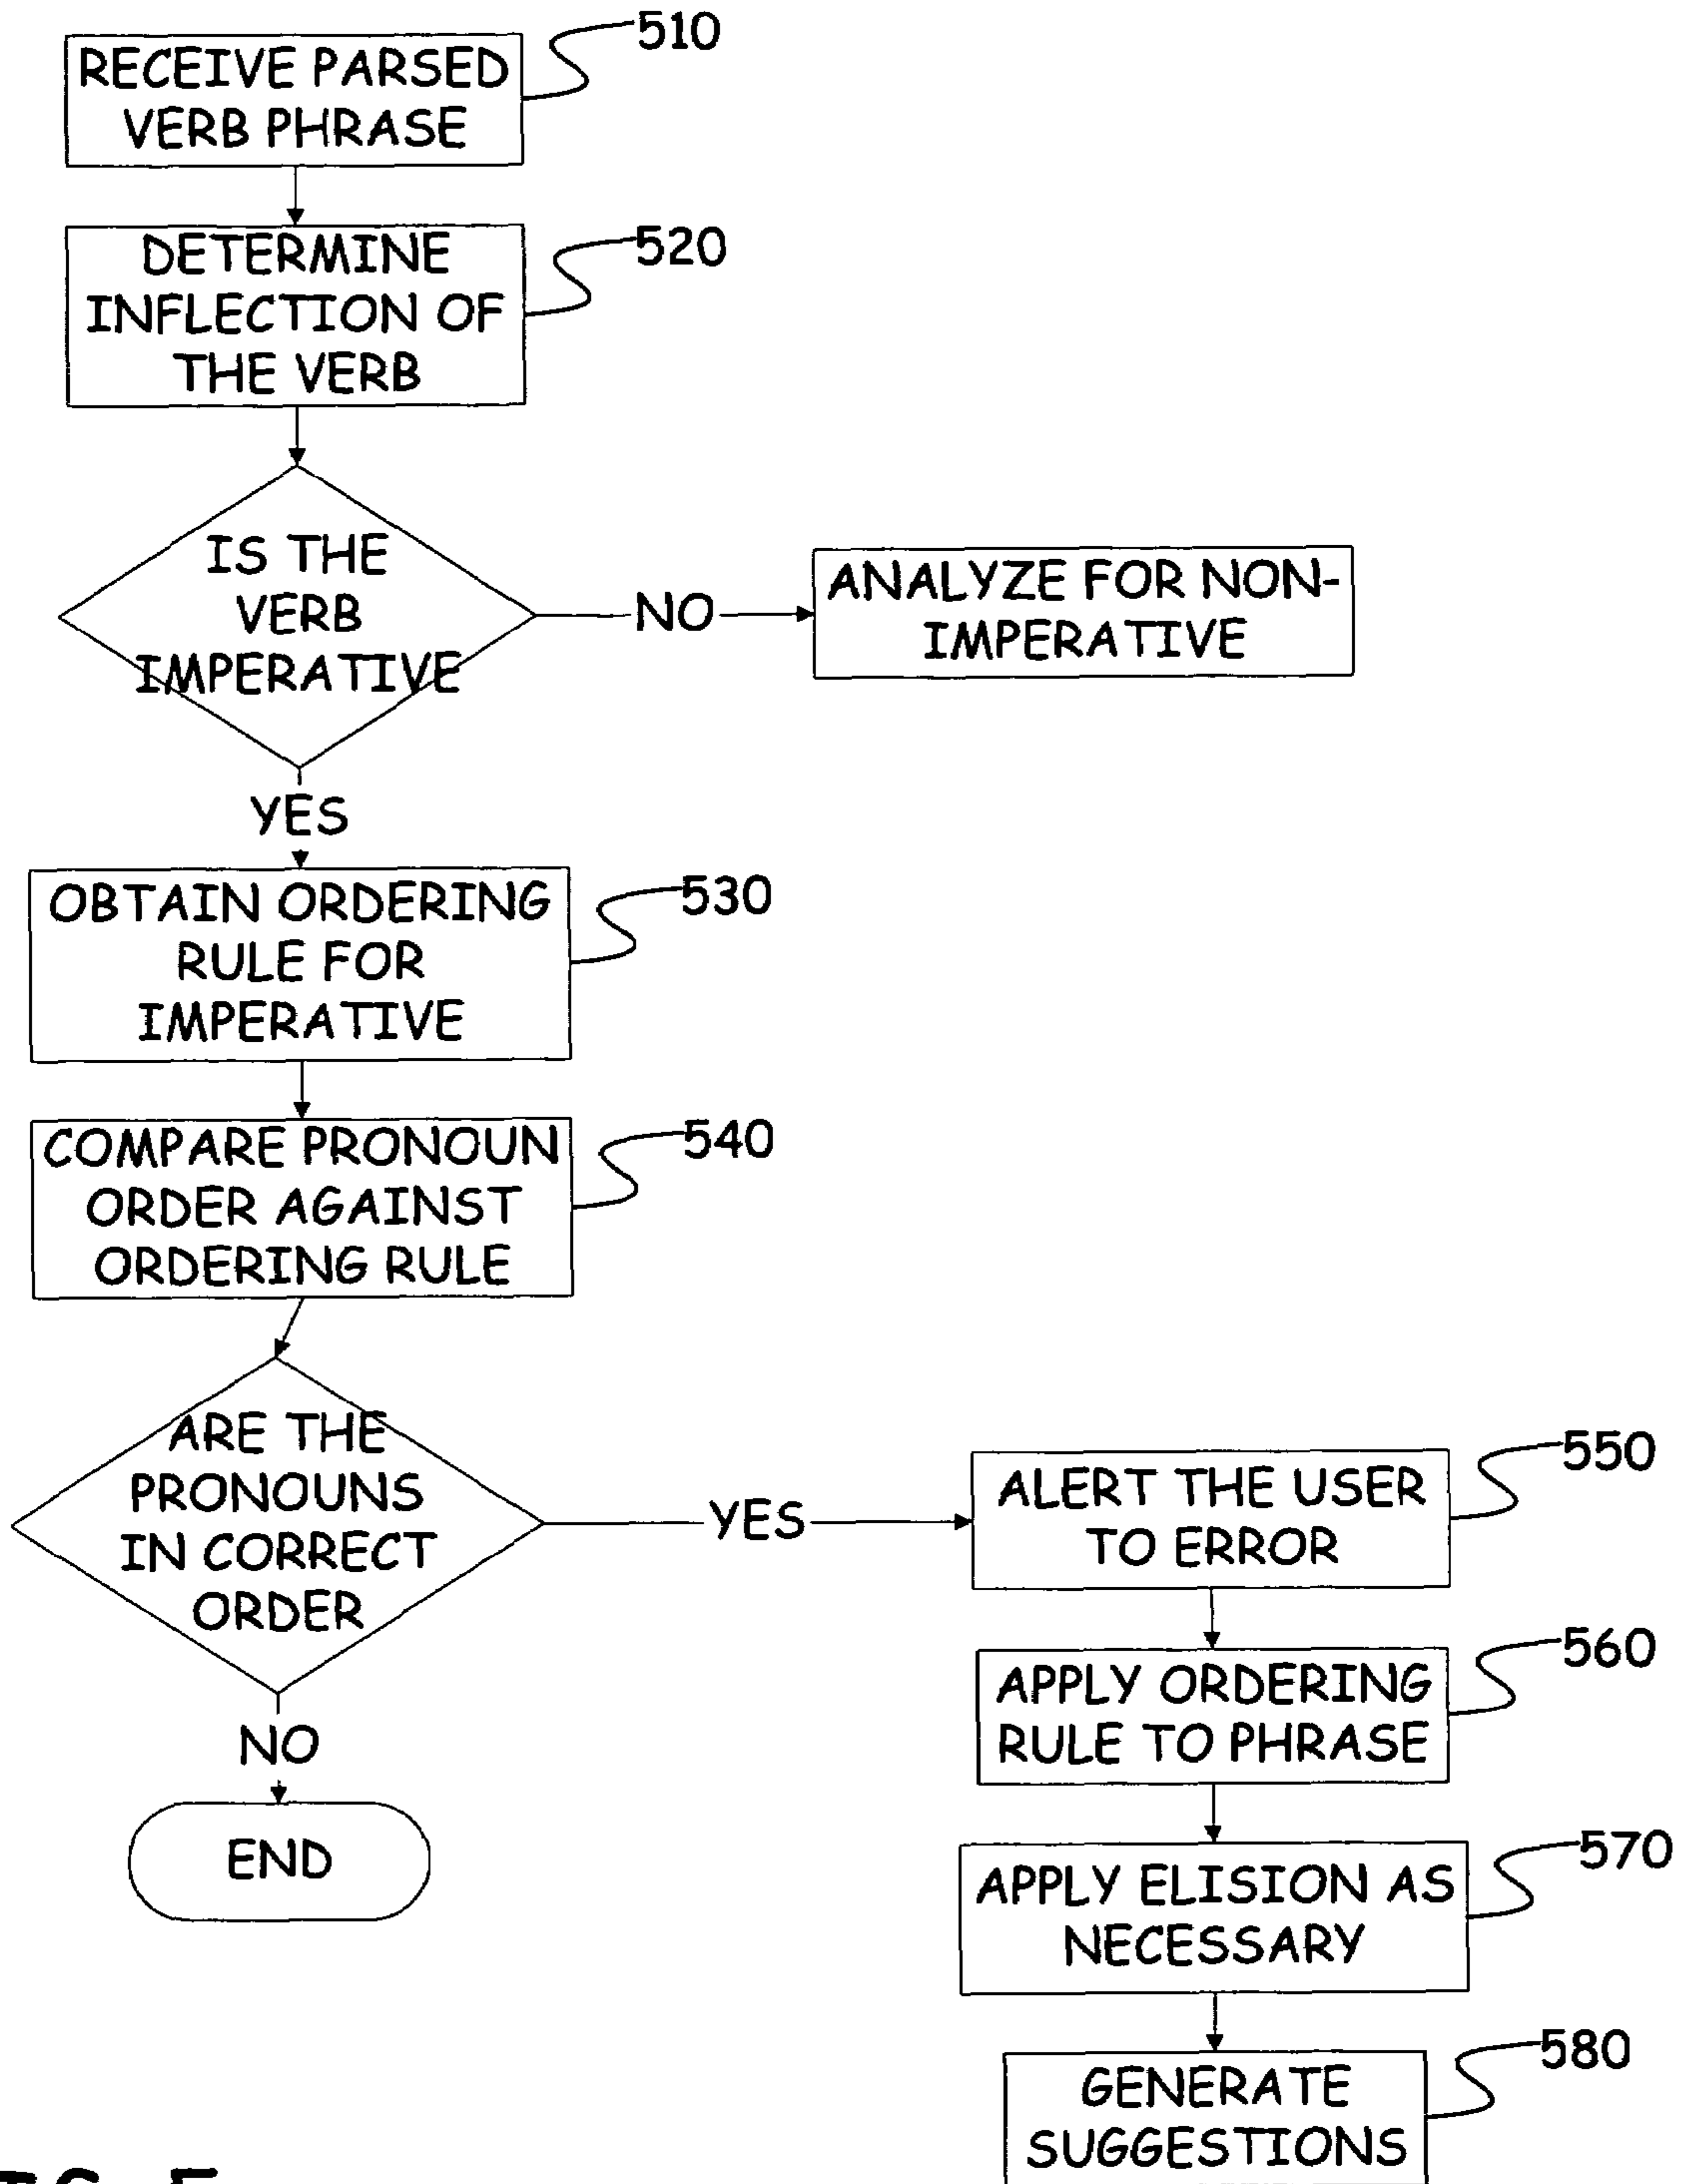 510
RECEIVE PARSED
VERB PHRASE
520
DETERMINE
INFLECTION OF
THE VERB
IS THE
VERB
IMPERATIVE
NO
ANALYZE FOR NON-
IMPERATIVE
YES
530
OBTAIN ORDERING
RULE FOR
IMPERATIVE
540
COMPARE PRONOUN
ORDER AGAINST
ORDERING RULE
ARE THE
PRONOUNS
IN CORRECT
ORDER
YES
550
ALERT THE USER
TO ERROR
560
APPLY ORDERING
RULE TO PHRASE
NO
END
570
APPLY ELISION AS
NECESSARY
580
GENERATE
SUGGESTIONS